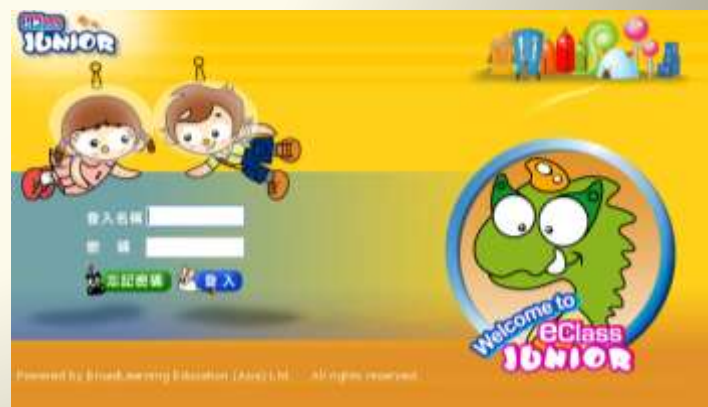 eClass
JUNIOR
登入名稱
密 碼
忘記密碼
登入
Welcome to
eClass
JUNIOR
Powered by BroadLearning Education (Asia) Ltd. All rights reserved.